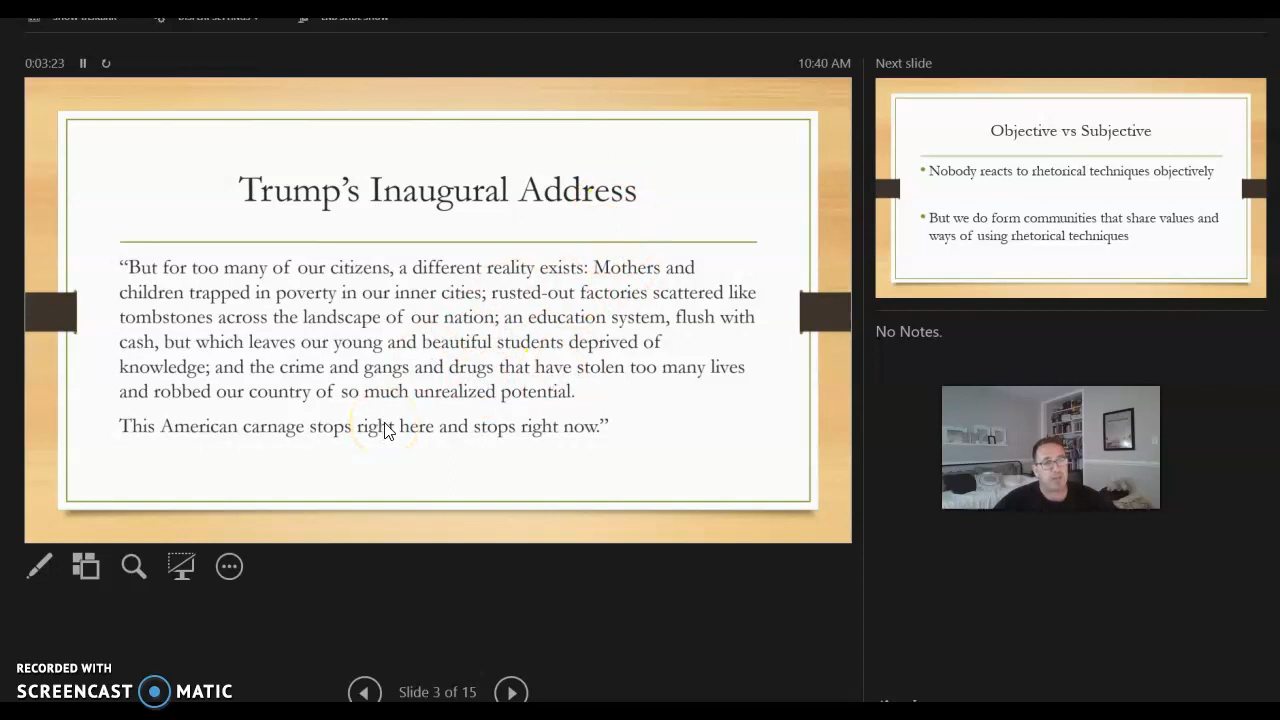 0:03:23
10:40 AM
Next slide
Trump’s Inaugural Address
“But for too many of our citizens, a different reality exists: Mothers and
children trapped in poverty in our inner cities; rusted-out factories scattered like
tombstones across the landscape of our nation; an education system, flush with
cash, but which leaves our young and beautiful students deprived of
knowledge; and the crime and gangs and drugs that have stolen too many lives
and robbed our country of so much unrealized potential.
This American carnage stops right here and stops right now.”
Objective vs Subjective
• Nobody reacts to rhetorical techniques objectively
• But we do form communities that share values and
ways of using rhetorical techniques
No Notes.
RECORDED WITH
SCREENCAST MATIC
Slide 3 of 15